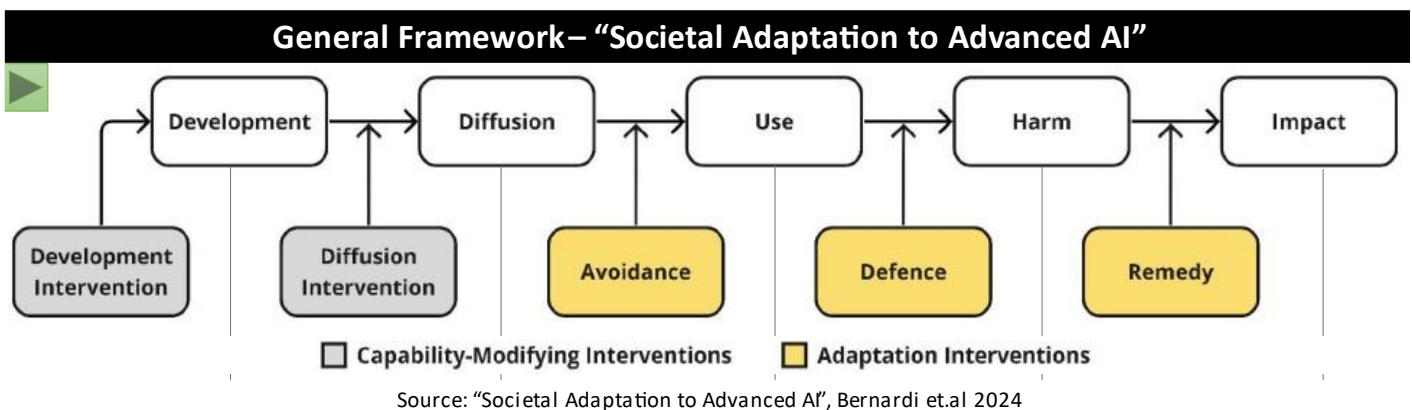 General Framework – “Societal Adaptation to Advanced AI”
Development
Diffusion
Use
Harm
Impact
Development
Intervention
Diffusion
Intervention
Avoidance
Defence
Remedy
Capability-Modifying Interventions
Adaptation Interventions
Source: “Societal Adaptation to Advanced AI”, Bernardi et.al 2024